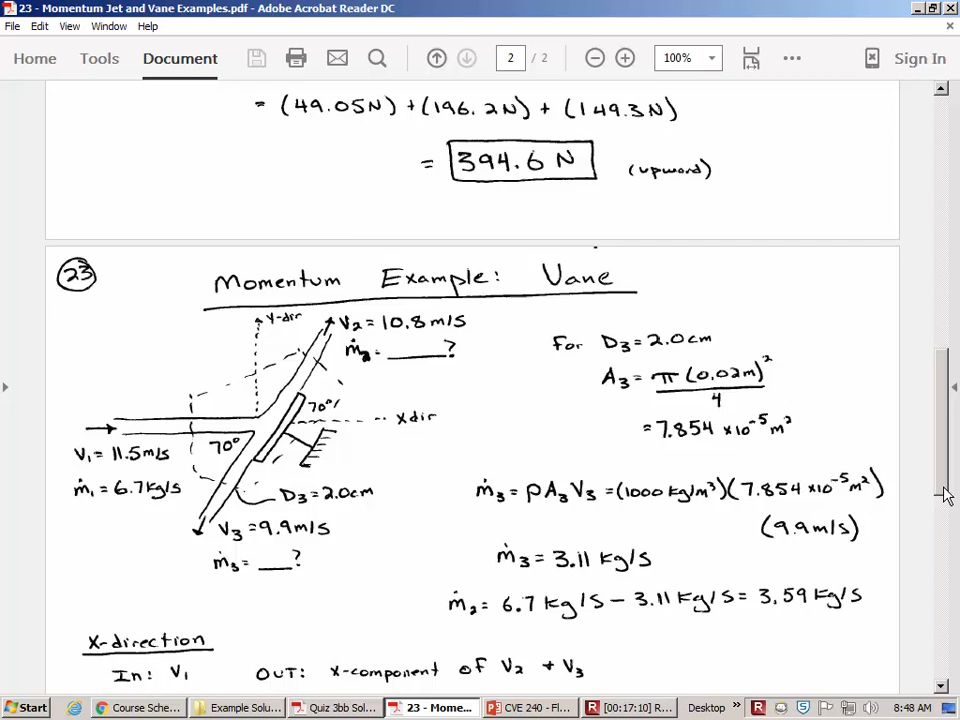 23 - Momentum Jet and Vane Examples.pdf - Adobe Acrobat Reader DC
File Edit View Window Help
Home Tools Document 2 / 2 100% Sign In
= (49.05N) + (196.2N) + (149.3N)
= 394.6 N (upward)
23 Momentum Example: Vane
Y-dir
V2 = 10.8 m/s
ṁ2 = ____?
70°
X dir
V1 = 11.5 m/s
ṁ1 = 6.7 kg/s
70°
D3 = 2.0cm
V3 = 9.9 m/s
ṁ3 = ___?
For D3 = 2.0cm
A3 = π (0.02m)²
4
= 7.854 x10⁻⁵ m²
ṁ3 = ρ A3 V3 = (1000 kg/m³)(7.854 x10⁻⁵ m²)
(9.9 m/s)
ṁ3 = 3.11 kg/s
ṁ2 = 6.7 kg/s - 3.11 kg/s = 3.59 kg/s
X-direction
In: V1 OUT: x-component of V2 + V3
Start Course Sche... Example Solu... Quiz 3bb Sol... 23 - Mome... CVE 240 - Fl... [00:17:10] R... Desktop » 8:48 AM